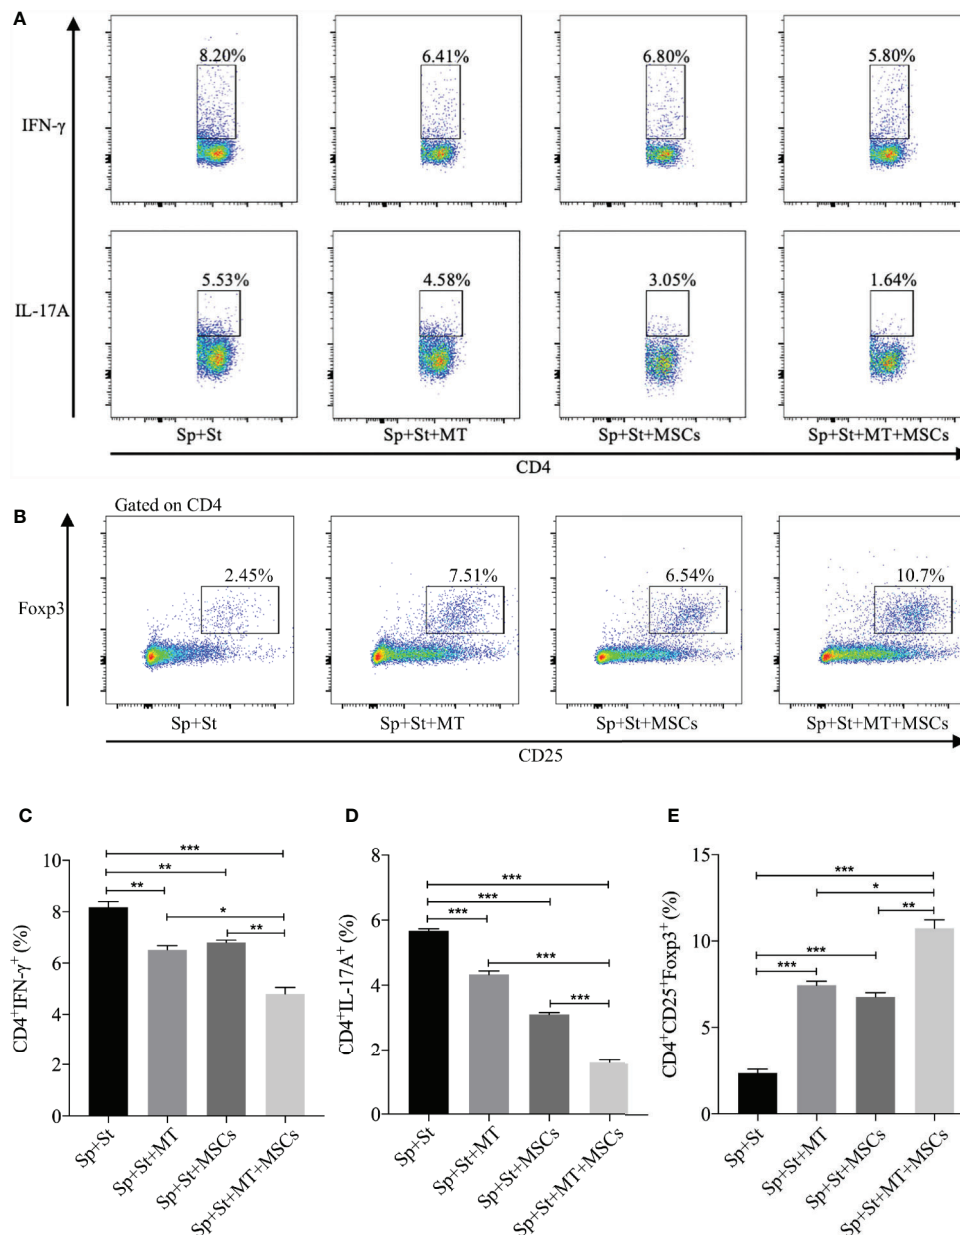 A
IFN-γ
8.20%
6.41%
6.80%
5.80%
IL-17A
5.53%
4.58%
3.05%
1.64%
Sp+St
Sp+St+MT
Sp+St+MSCs
Sp+St+MT+MSCs
CD4
B
Gated on CD4
Foxp3
2.45%
7.51%
6.54%
10.7%
Sp+St
Sp+St+MT
Sp+St+MSCs
Sp+St+MT+MSCs
CD25
C
CD4+IFN-γ+ (%)
10
8
6
4
2
0
***
**
**
*
**
Sp+St
Sp+St+MT
Sp+St+MSCs
Sp+St+MT+MSCs
D
CD4+IL-17A+ (%)
8
6
4
2
0
***
***
***
***
***
Sp+St
Sp+St+MT
Sp+St+MSCs
Sp+St+MT+MSCs
E
CD4+CD25+Foxp3+ (%)
15
10
5
0
***
*
**
***
***
Sp+St
Sp+St+MT
Sp+St+MSCs
Sp+St+MT+MSCs